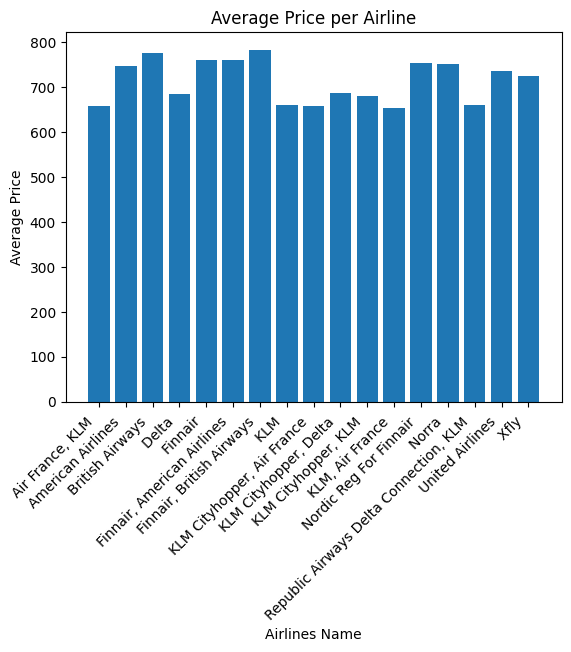 Average Price per Airline
800
700
600
500
400
300
200
100
0
Average Price
Air France, KLM
American Airlines
British Airways
Delta
Finnair
Finnair, American Airlines
Finnair, British Airways
KLM
KLM Cityhopper, Air France
KLM Cityhopper, Delta
KLM Cityhopper, KLM
KLM, Air France
Nordic Reg For Finnair
Norra
Republic Airways Delta Connection, KLM
United Airlines
Xfly
Airlines Name